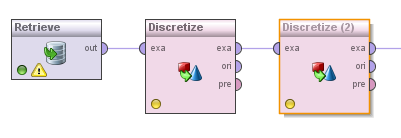 Retrieve
out
Discretize
exa
exa
ori
pre
Discretize (2)
exa
exa
ori
pre